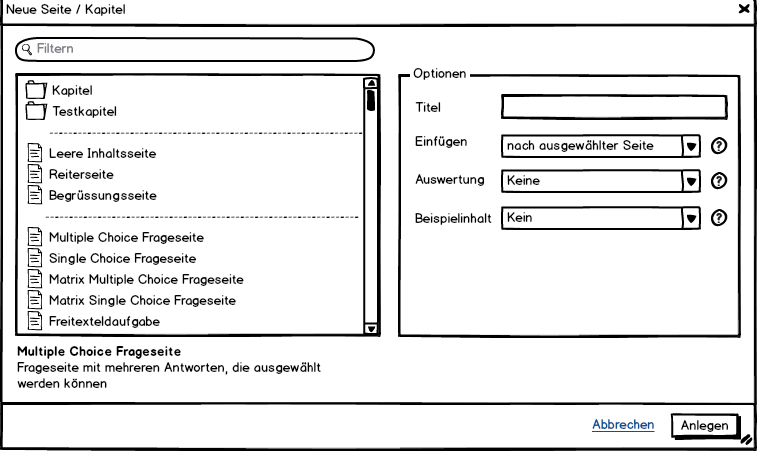 Neue Seite / Kapitel
Filtern
Kapitel
Testkapitel
Leere Inhaltsseite
Reiterseite
Begrüssungsseite
Multiple Choice Frageseite
Single Choice Frageseite
Matrix Multiple Choice Frageseite
Matrix Single Choice Frageseite
Freitexteldaufgabe
Multiple Choice Frageseite
Frageseite mit mehreren Antworten, die ausgewählt
werden können
Optionen
Titel
Einfügen nach ausgewählter Seite ?
Auswertung Keine ?
Beispielinhalt Kein ?
Abbrechen Anlegen